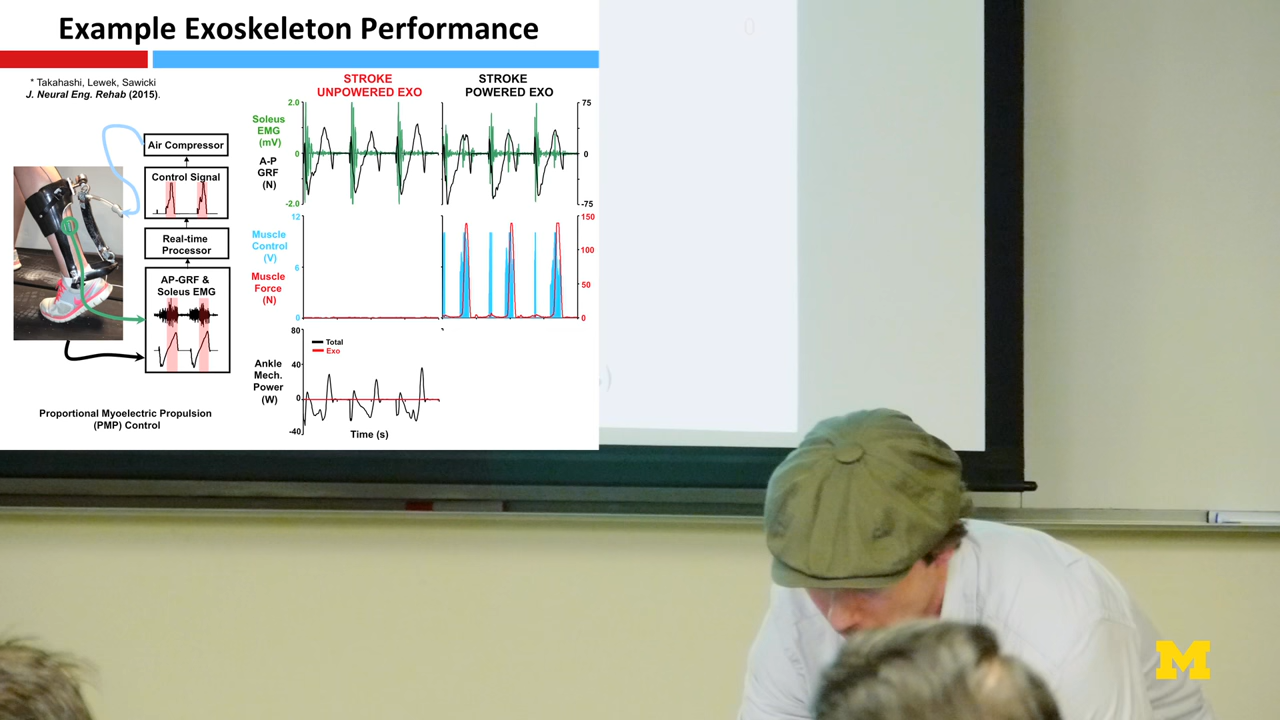 Example Exoskeleton Performance
* Takahashi, Lewek, Sawicki
J. Neural Eng. Rehab (2015).
Air Compressor
Control Signal
Real-time
Processor
AP-GRF &
Soleus EMG
Proportional Myoelectric Propulsion
(PMP) Control
STROKE
UNPOWERED EXO
STROKE
POWERED EXO
Soleus
EMG
(mV)
A-P
GRF
(N)
2.0
0
-2.0
75
0
-75
Muscle
Control
(V)
Muscle
Force
(N)
12
6
0
150
100
50
0
Ankle
Mech.
Power
(W)
80
40
0
-40
Total
Exo
Time (s)
M